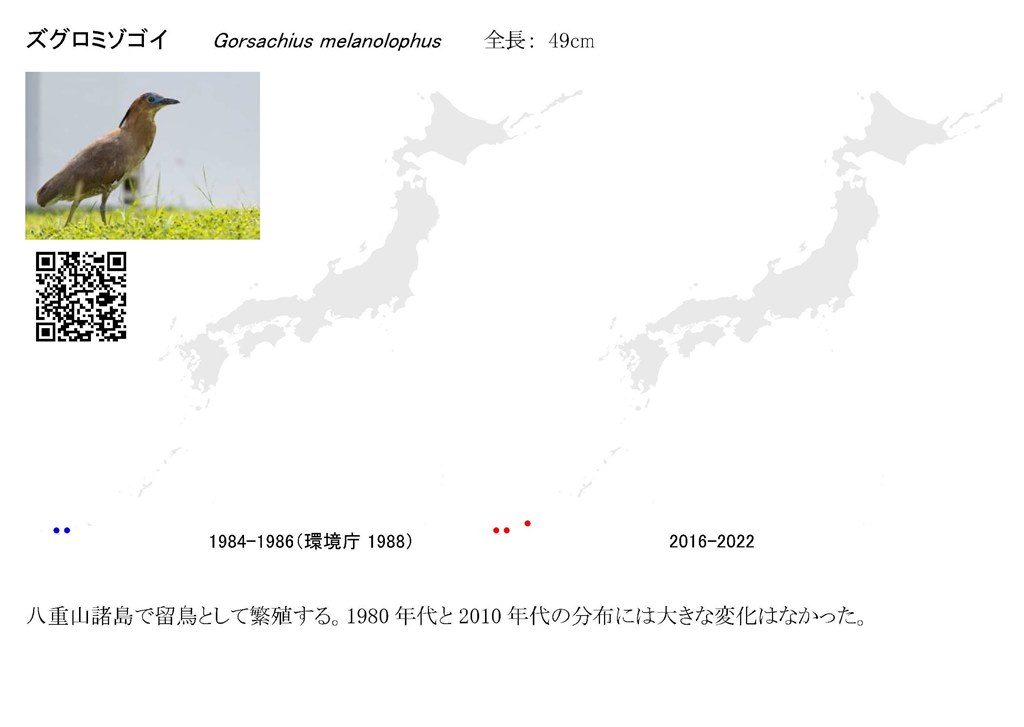 ズグロミゾゴイ Gorsachius melanolophus 全長： 49cm
1984-1986（環境庁 1988） 2016-2022
八重山諸島で留鳥として繁殖する。1980 年代と 2010 年代の分布には大きな変化はなかった。